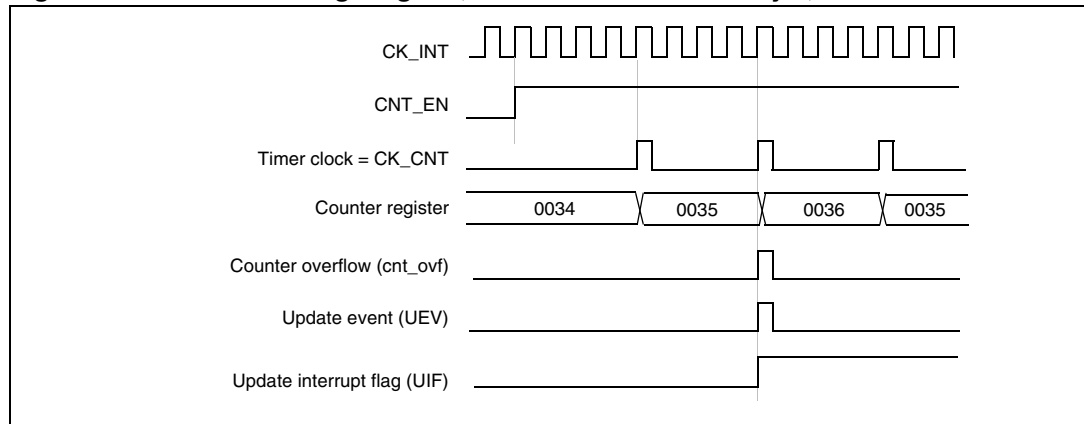 CK_INT
CNT_EN
Timer clock = CK_CNT
Counter register 0034 0035 0036 0035
Counter overflow (cnt_ovf)
Update event (UEV)
Update interrupt flag (UIF)